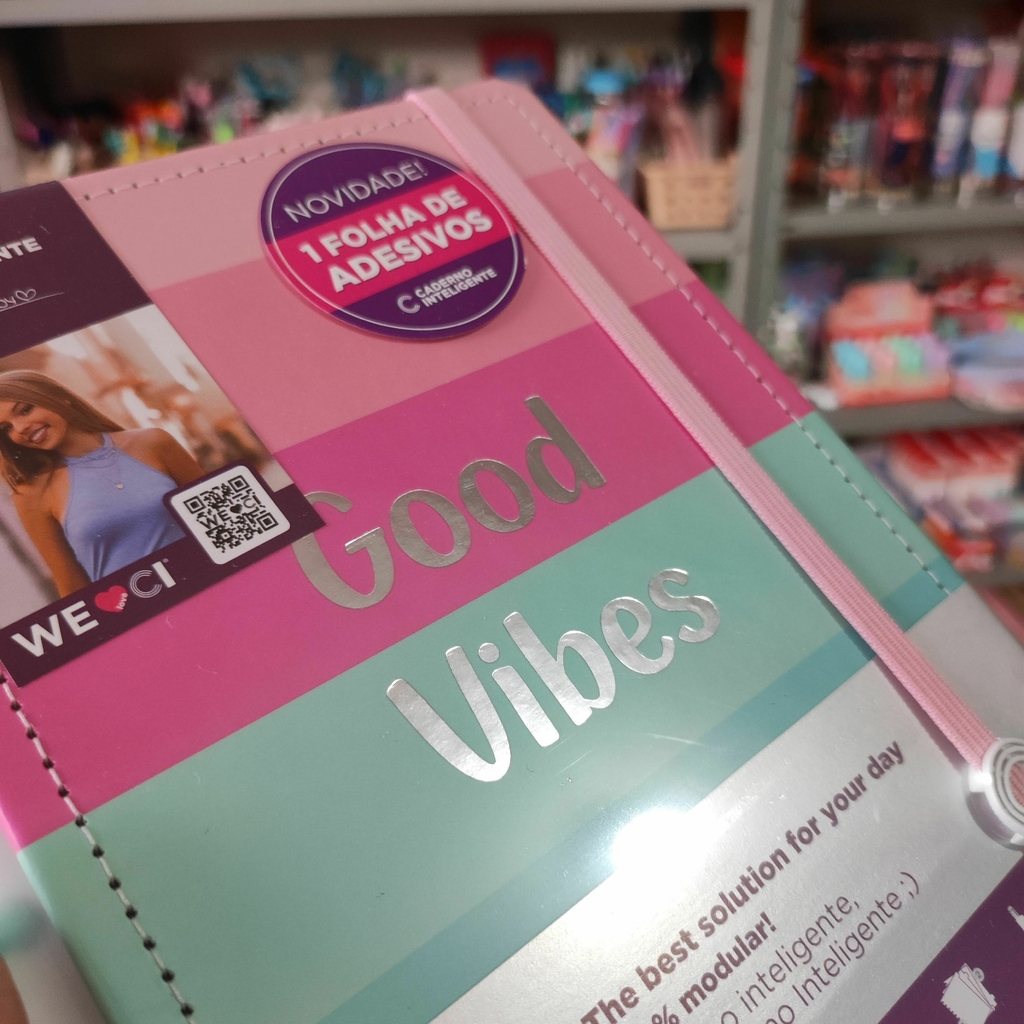 NOVIDADE!
1 FOLHA DE
ADESIVOS
CADERNO
INTELIGENTE
Good
Vibes
WE love CI
The best solution for your day
% modular!
inteligente,
Inteligente ;)